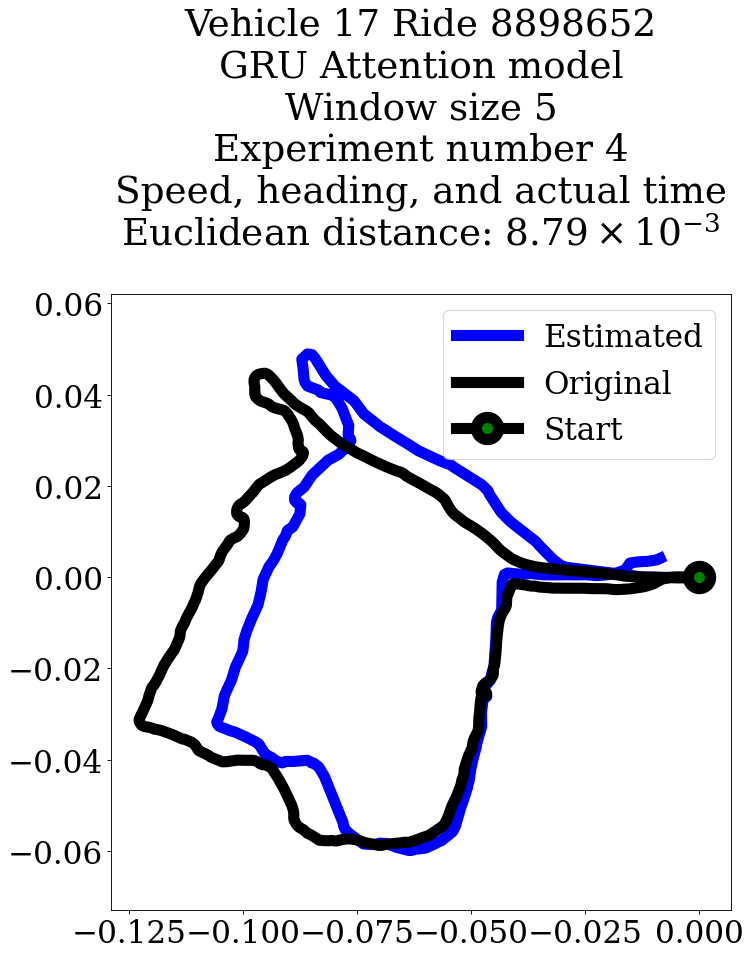 Vehicle 17 Ride 8898652
GRU Attention model
Window size 5
Experiment number 4
Speed, heading, and actual time
Euclidean distance: 8.79 × 10⁻³
Estimated
Original
Start
0.06
0.04
0.02
0.00
−0.02
−0.04
−0.06
−0.125
−0.100
−0.075
−0.050
−0.025
0.000